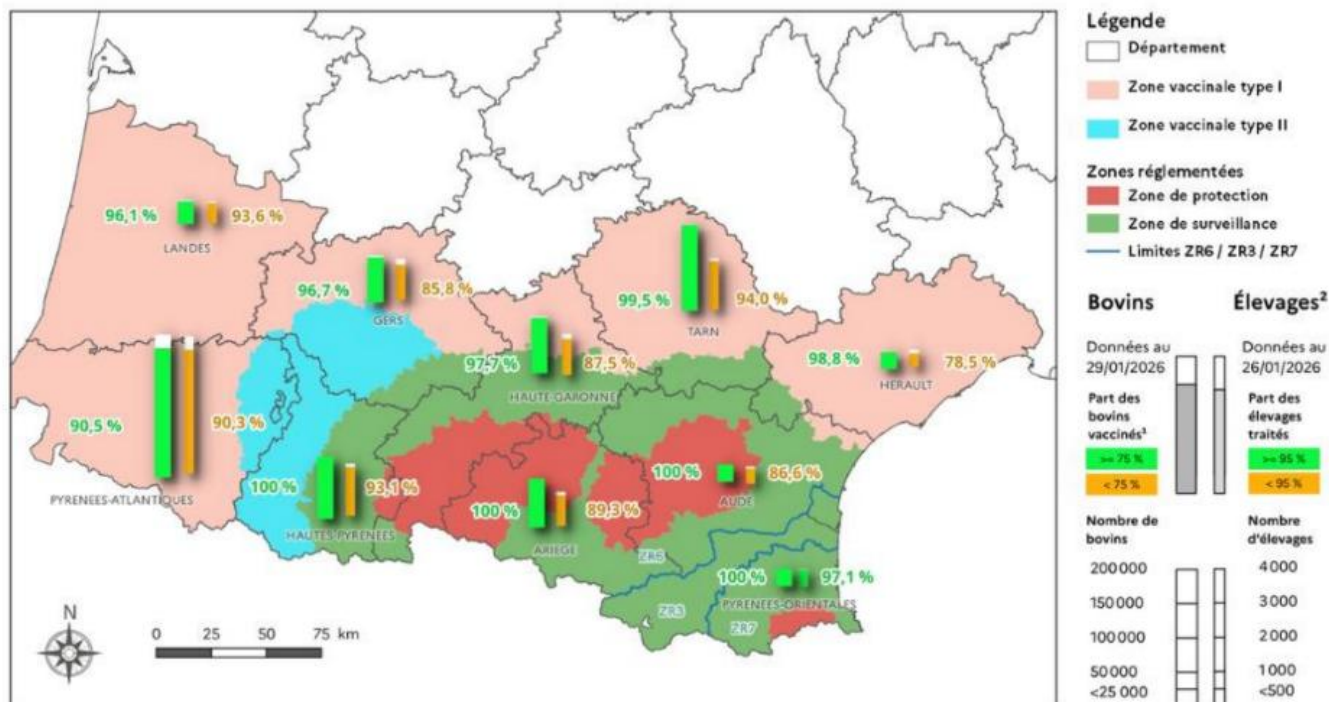 96,1 %
93,6 %
LANDES
96,7 %
85,8 %
GERS
99,5 %
94,0 %
TARN
97,7 %
87,5 %
HAUTE-GARONNE
98,8 %
78,5 %
HERAULT
90,5 %
90,3 %
PYRENEES-ATLANTIQUES
100 %
93,1 %
HAUTES-PYRENEES
100 %
89,3 %
ARIEGE
100 %
86,6 %
AUDE
ZR6
100 %
97,1 %
PYRENEES-ORIENTALES
ZR3
ZR7
N
0 25 50 75 km
Légende
Département
Zone vaccinale type I
Zone vaccinale type II
Zones réglementées
Zone de protection
Zone de surveillance
Limites ZR6 / ZR3 / ZR7
Bovins
Élevages²
Données au
29/01/2026
Données au
26/01/2026
Part des
bovins
vaccinés¹
>= 75 %
< 75 %
Part des
élevages
traités
>= 95 %
< 95 %
Nombre de
bovins
Nombre
d'élevages
200 000
4000
150 000
3000
100 000
2 000
50 000
1 000
<25 000
<500